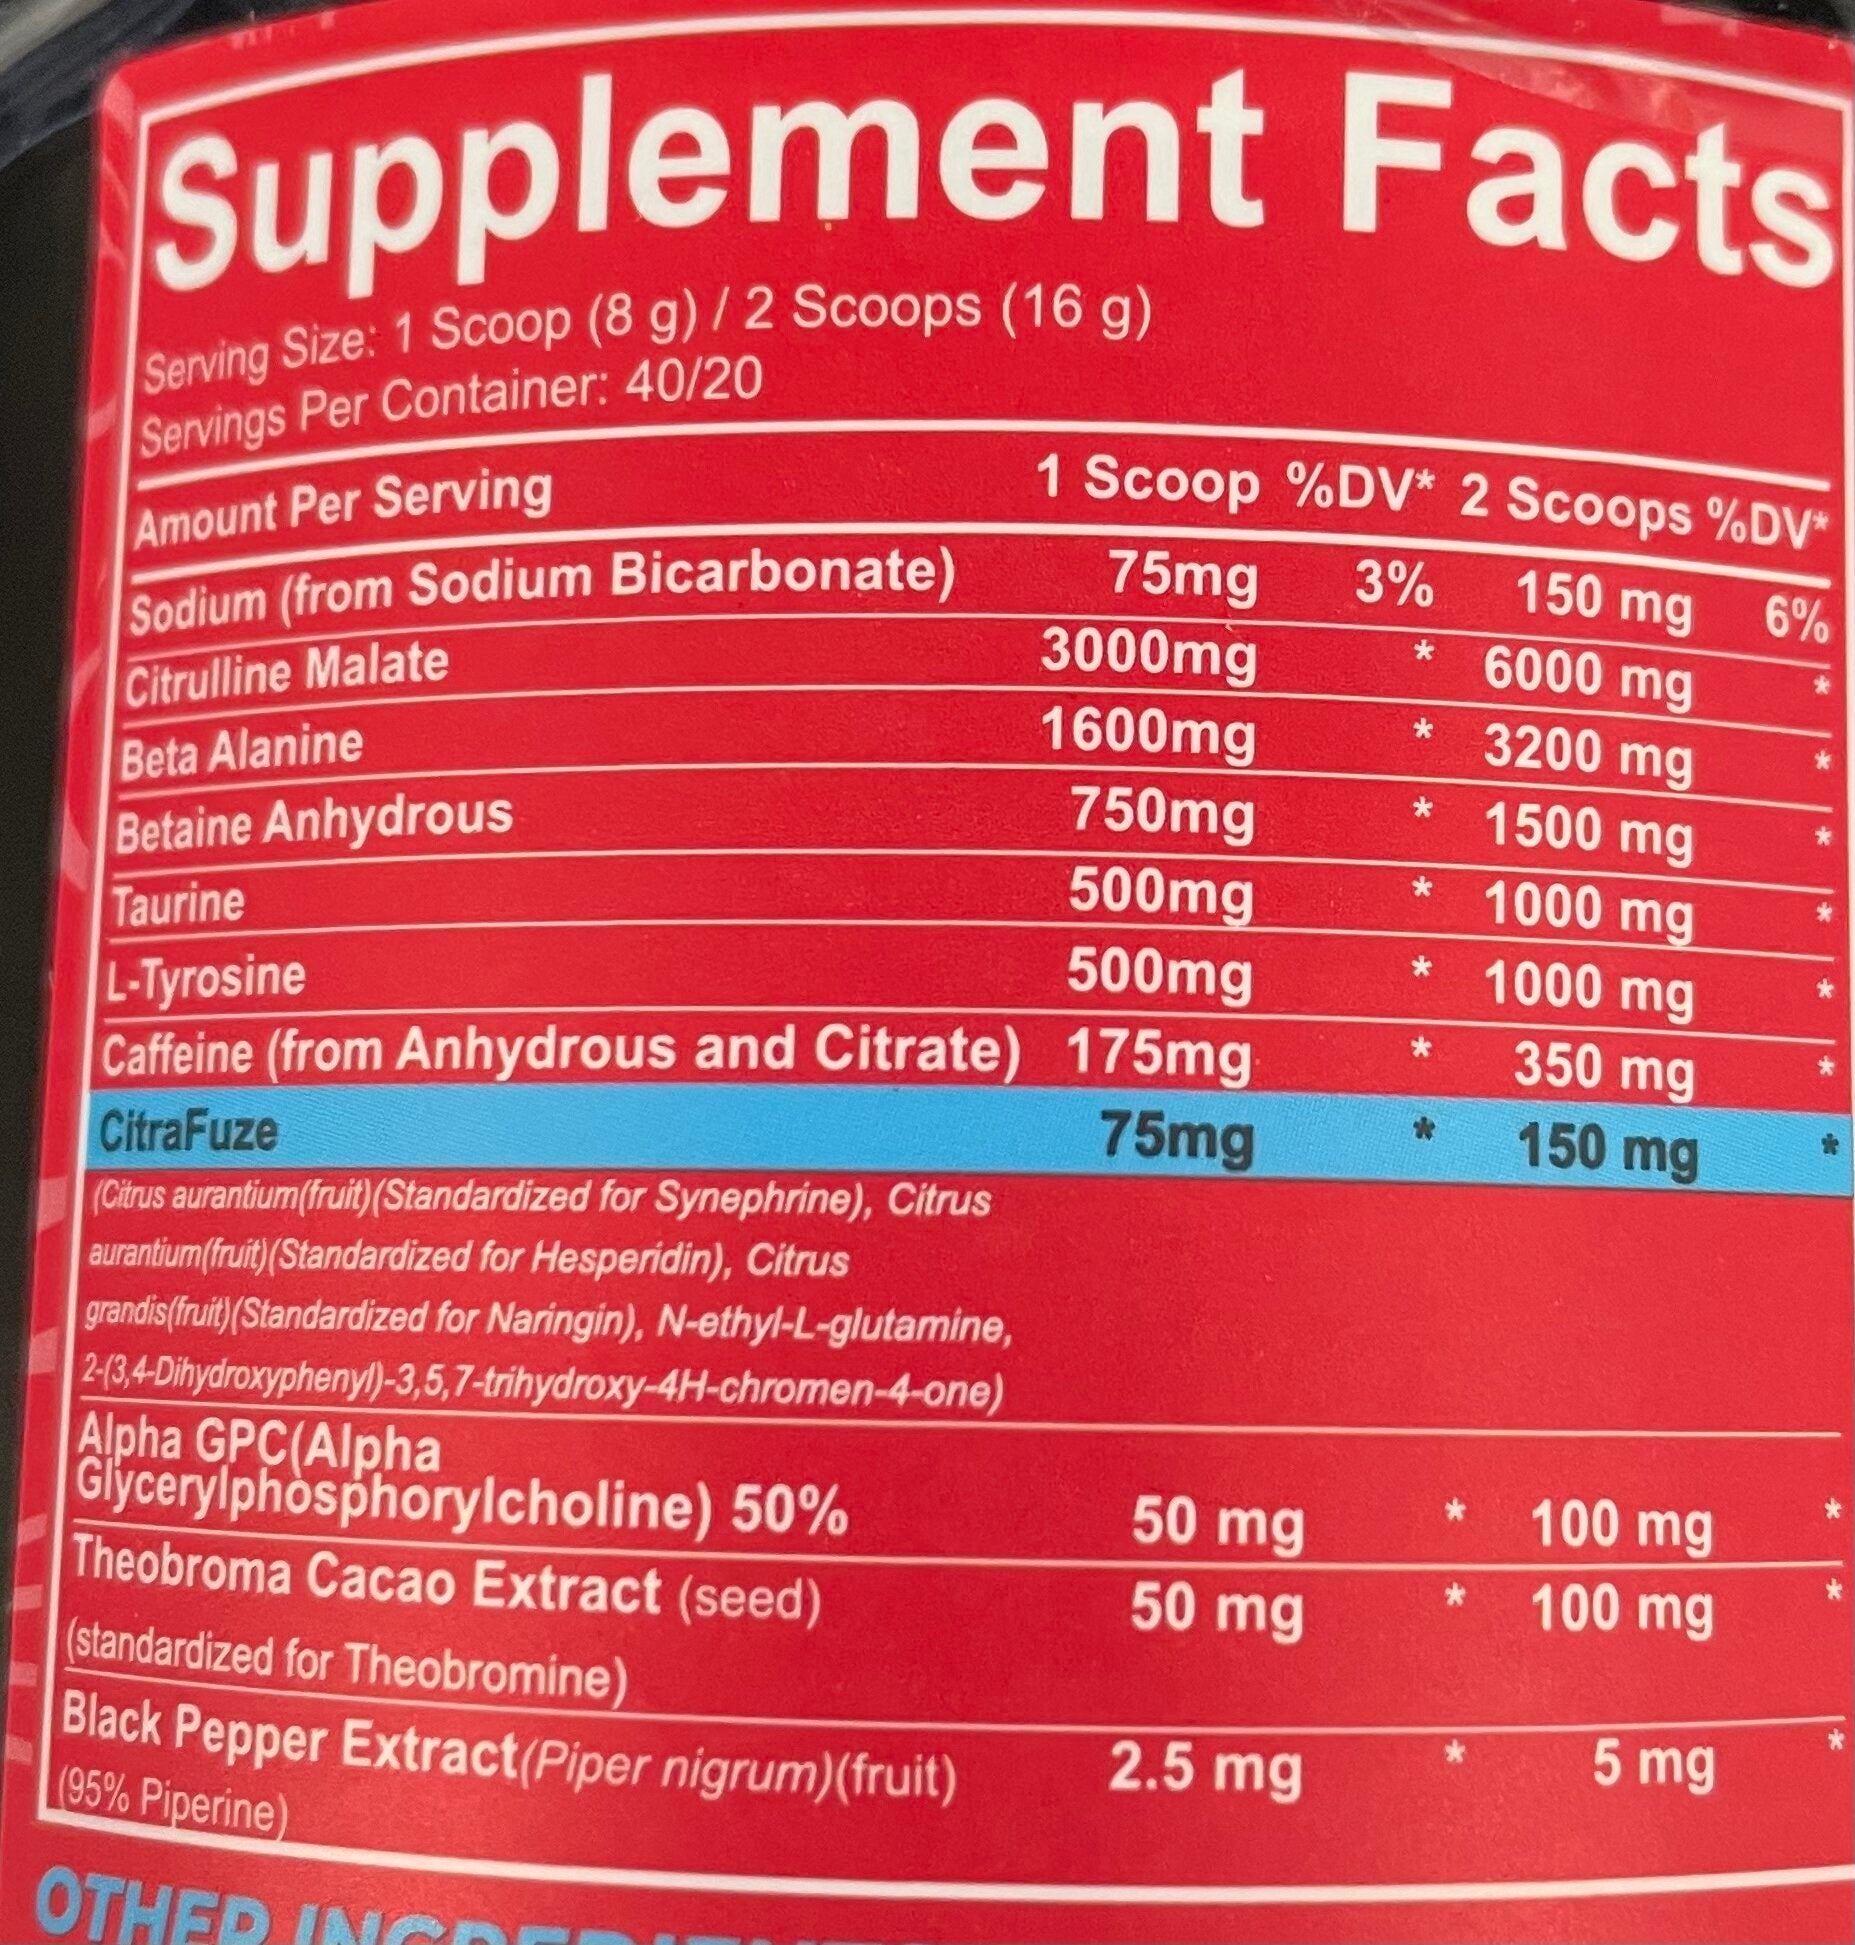 Supplement Facts
Serving Size: 1 Scoop (8 g) / 2 Scoops (16 g)
Servings Per Container: 40/20
Amount Per Serving 1 Scoop %DV* 2 Scoops %DV*
Sodium (from Sodium Bicarbonate) 75mg 3% 150 mg 6%
Citrulline Malate 3000mg * 6000 mg *
Beta Alanine 1600mg * 3200 mg *
Betaine Anhydrous 750mg * 1500 mg *
Taurine 500mg * 1000 mg *
L-Tyrosine 500mg * 1000 mg *
Caffeine (from Anhydrous and Citrate) 175mg * 350 mg *
CitraFuze 75mg * 150 mg *
(Citrus aurantium(fruit)(Standardized for Synephrine), Citrus
aurantium(fruit)(Standardized for Hesperidin), Citrus
grandis(fruit)(Standardized for Naringin), N-ethyl-L-glutamine,
2-(3,4-Dihydroxyphenyl)-3,5,7-trihydroxy-4H-chromen-4-one)
Alpha GPC(Alpha
Glycerylphosphorylcholine) 50% 50 mg * 100 mg *
Theobroma Cacao Extract (seed) 50 mg * 100 mg *
(standardized for Theobromine)
Black Pepper Extract(Piper nigrum)(fruit) 2.5 mg * 5 mg *
(95% Piperine)
OTHER